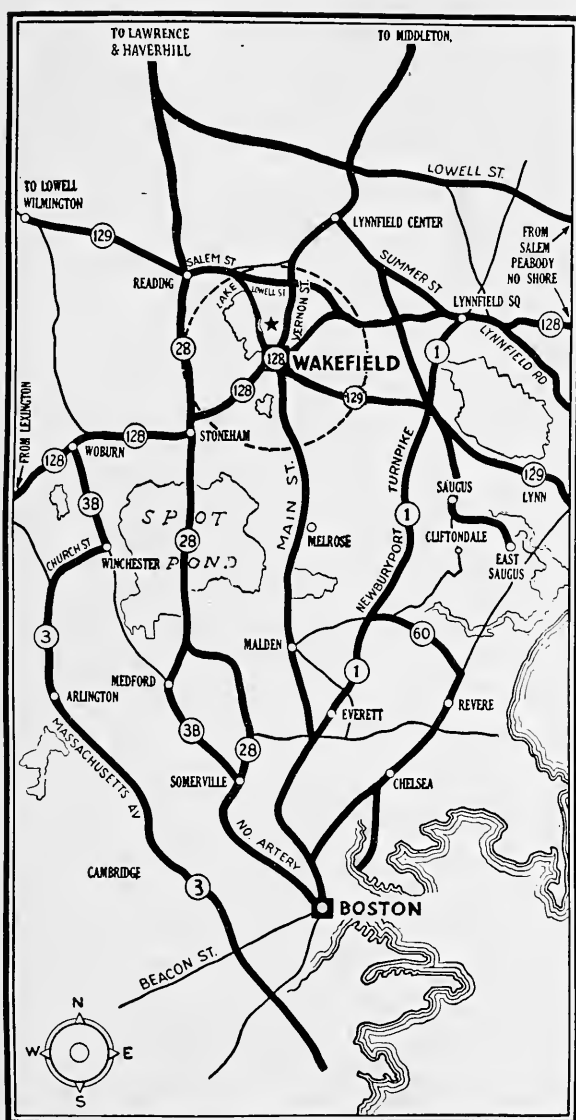 TO LAWRENCE
& HAVERHILL
TO MIDDLETON,
LOWELL ST.
TO LOWELL
WILMINGTON
129
LYNNFIELD CENTER
FROM
SALEM
PEABODY
NO SHORE
SALEM ST
READING
LAKE
LOWELL ST
VERNON ST.
SUMMER ST
LYNNFIELD SQ
128
LYNNFIELD RD
28
128
WAKEFIELD
1
128
129
FROM LEXINGTON
128
128
STONEHAM
WOBURN
3B
129
LYNN
TURNPIKE
SAUGUS
CLIFTONDALE
EAST
SAUGUS
SPOT
POND
28
MAIN ST.
MELROSE
1
NEWBURYPORT
CHURCH ST
WINCHESTER
3
MALDEN
60
ARLINGTON
MEDFORD
1
EVERETT
REVERE
3B
28
MASSACHUSETTS AV
SOMERVILLE
CHELSEA
NO. ARTERY
CAMBRIDGE
3
BOSTON
BEACON ST.
N
W
E
S